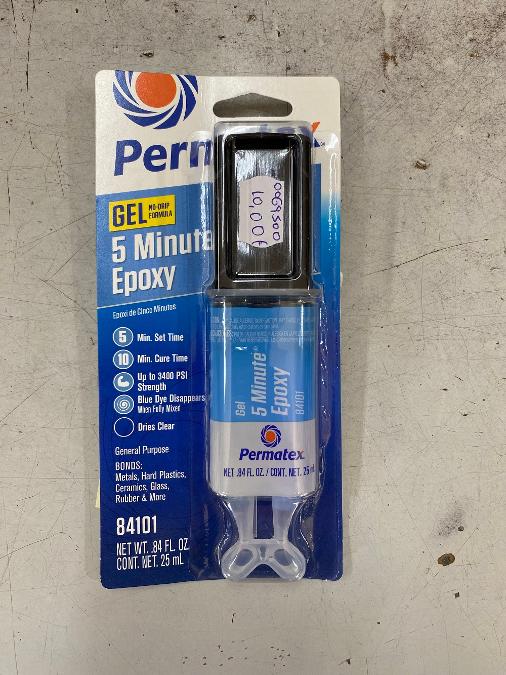 Permatex
GEL NO-DRIP
FORMULA
5 Minute
Epoxy
Epoxi de Cinco Minutos
5 Min. Set Time
10 Min. Cure Time
Up to 3400 PSI
Strength
Blue Dye Disappears
When Fully Mixed
Dries Clear
General Purpose
BONDS:
Metals, Hard Plastics,
Ceramics, Glass,
Rubber & More
84101
NET WT. .84 FL. OZ.
CONT. NET. 25 mL
0069500
10,00€
Gel
5 Minute®
Epoxy
84101
Permatex
NET .84 FL. OZ. / CONT. NET. 25 mL